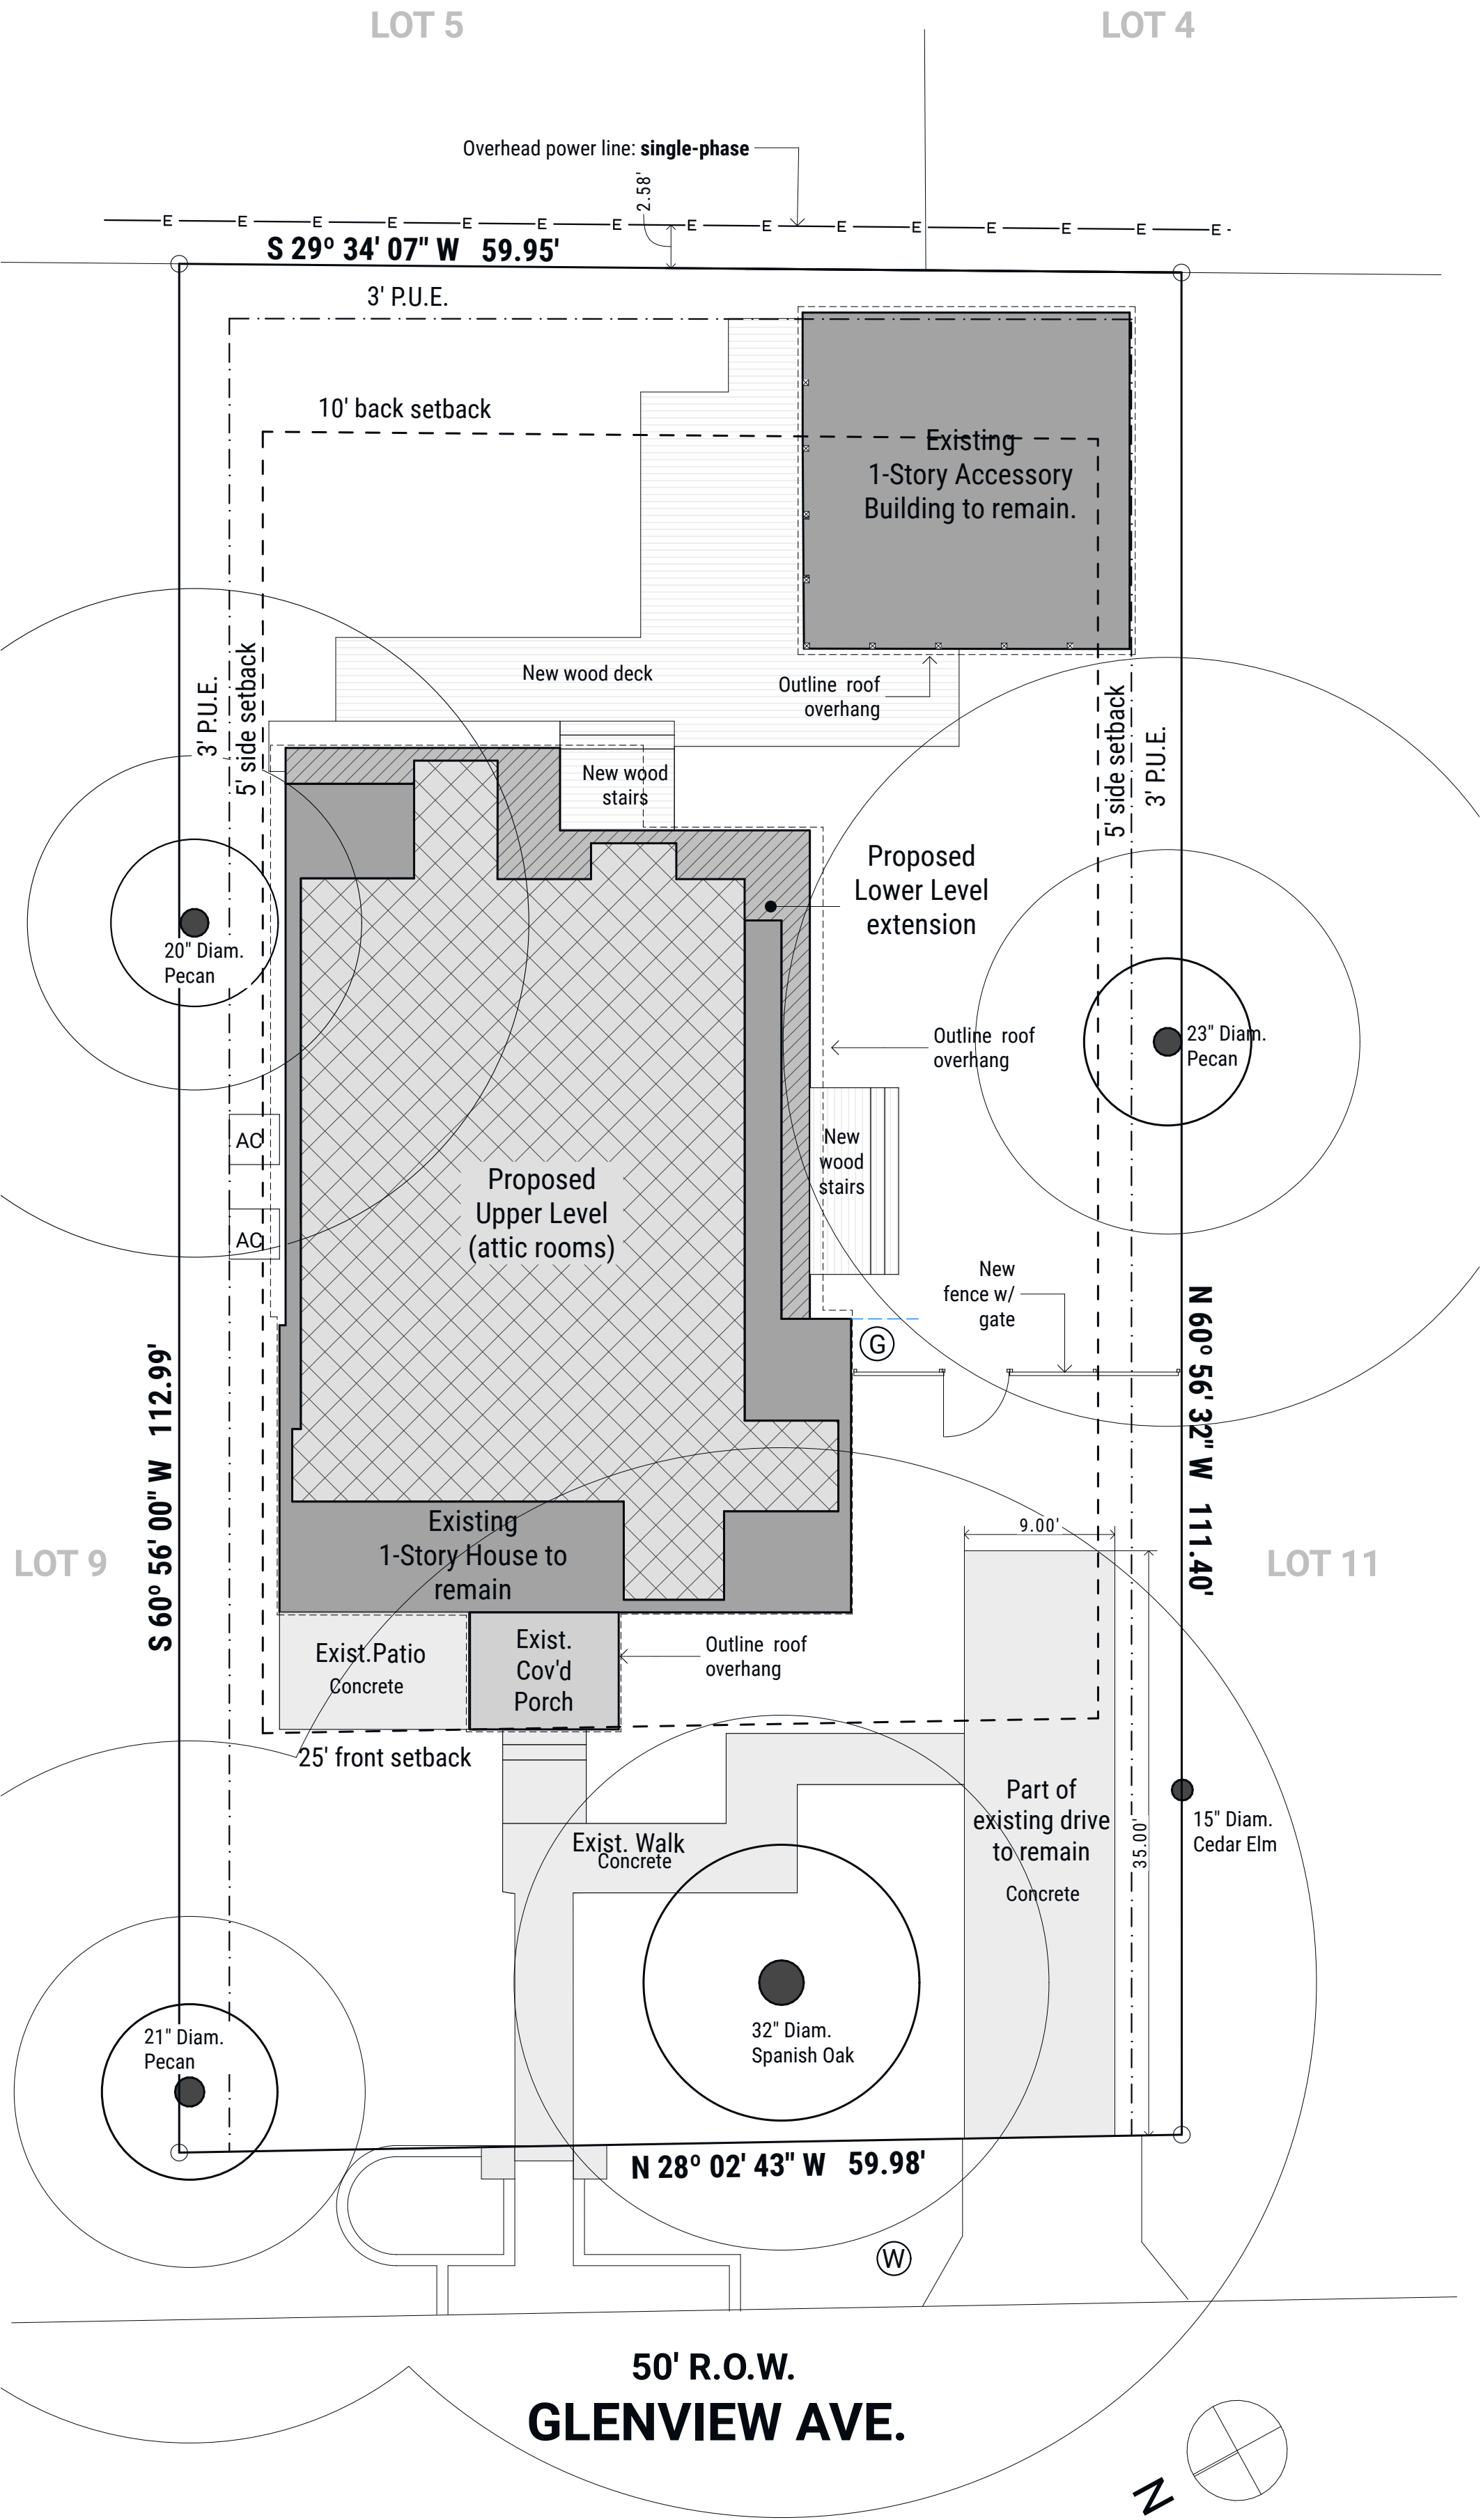 LOT 5
LOT 4
Overhead power line: single-phase
2.58'
E E E E E E E E E E E E E E E
S 29º 34' 07" W 59.95'
3' P.U.E.
10' back setback
Existing
1-Story Accessory
Building to remain.
New wood deck
Outline roof
overhang
3' P.U.E.
5' side setback
5' side setback
3' P.U.E.
New wood
stairs
Proposed
Lower Level
extension
20" Diam.
Pecan
Outline roof
overhang
23" Diam.
Pecan
AC
New
wood
stairs
Proposed
Upper Level
(attic rooms)
AC
New
fence w/
gate
G
S 60º 56' 00" W 112.99'
N 60º 56' 32" W 111.40'
LOT 9
LOT 11
9.00'
Existing
1-Story House to
remain
Exist.Patio
Concrete
Exist.
Cov'd
Porch
Outline roof
overhang
25' front setback
Part of
existing drive
to remain
Concrete
35.00'
15" Diam.
Cedar Elm
Exist. Walk
Concrete
21" Diam.
Pecan
32" Diam.
Spanish Oak
N 28º 02' 43" W 59.98'
W
50' R.O.W.
GLENVIEW AVE.
N